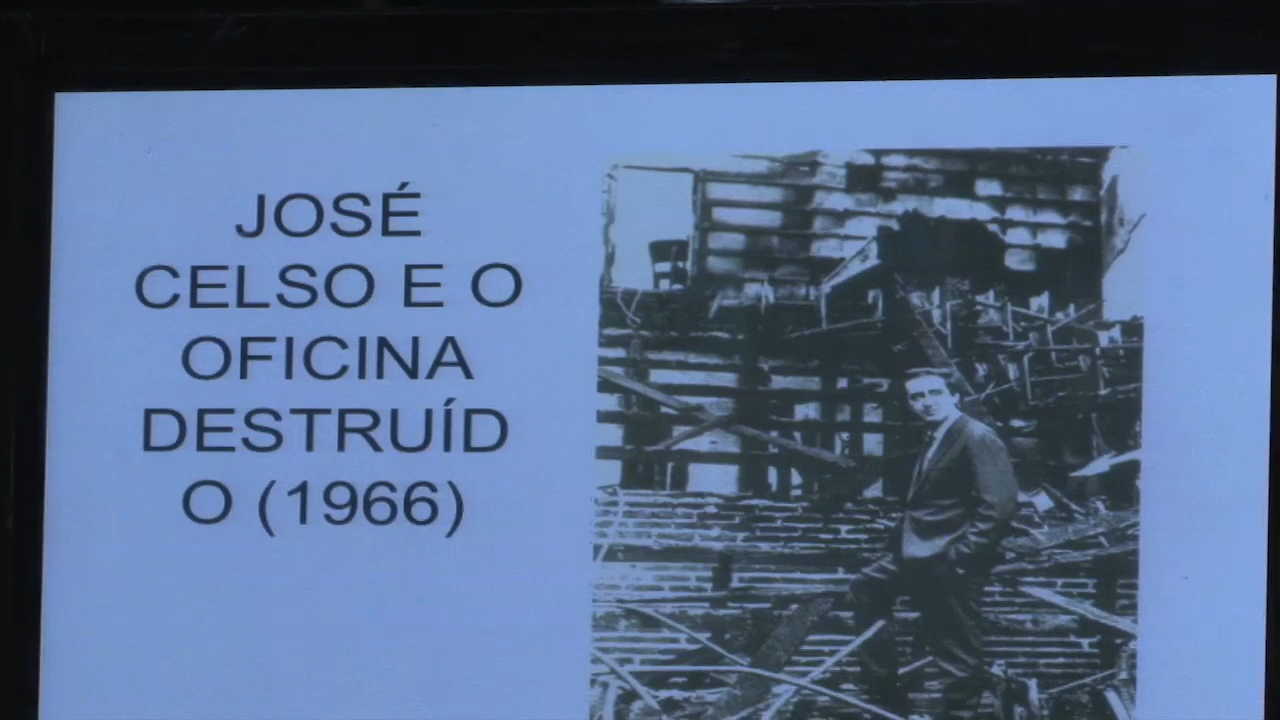 JOSÉ
CELSO E O
OFICINA
DESTRUÍD
O (1966)